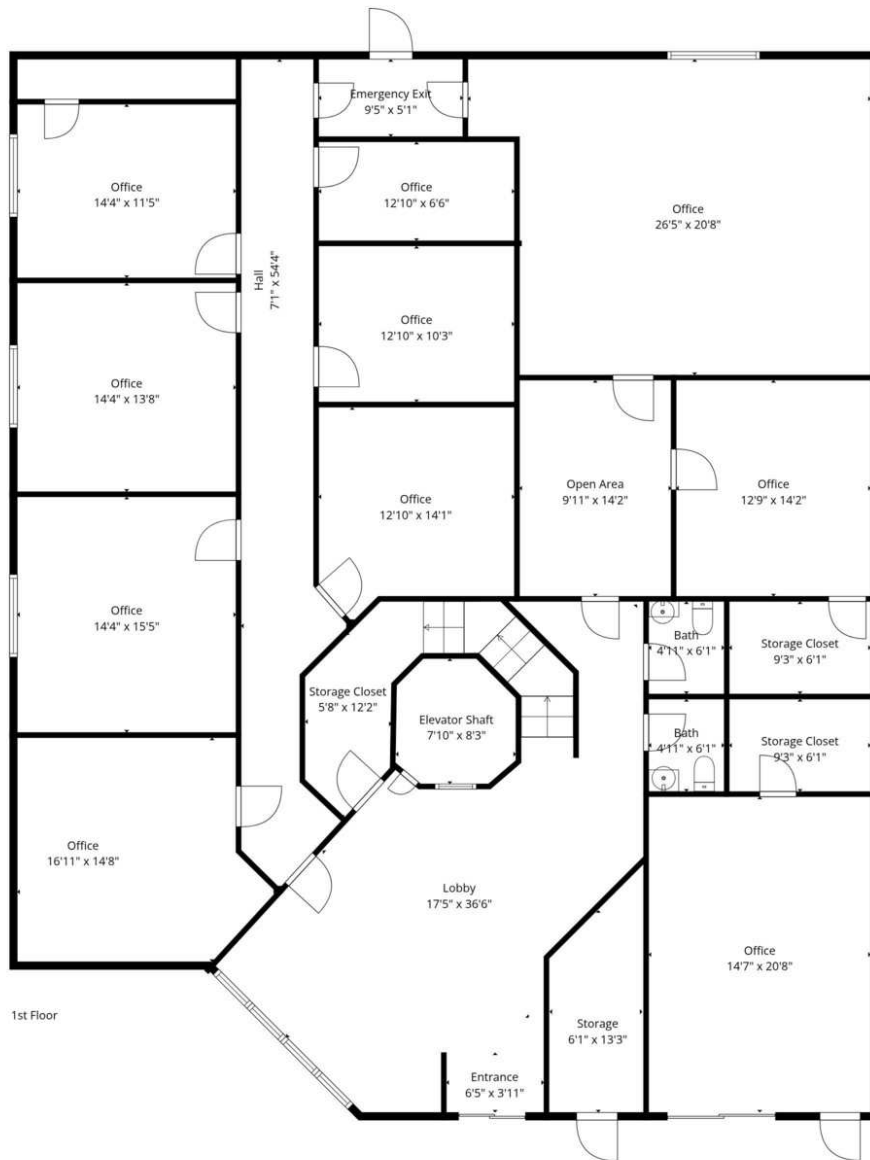 Emergency Exit
9'5" x 5'1"
Office
14'4" x 11'5"
Office
12'10" x 6'6"
Office
26'5" x 20'8"
Hall
7'1" x 54'4"
Office
12'10" x 10'3"
Office
14'4" x 13'8"
Office
12'10" x 14'1"
Open Area
9'11" x 14'2"
Office
12'9" x 14'2"
Office
14'4" x 15'5"
Bath
4'11" x 6'1"
Storage Closet
9'3" x 6'1"
Storage Closet
5'8" x 12'2"
Elevator Shaft
7'10" x 8'3"
Bath
4'11" x 6'1"
Storage Closet
9'3" x 6'1"
Office
16'11" x 14'8"
Lobby
17'5" x 36'6"
Office
14'7" x 20'8"
1st Floor
Storage
6'1" x 13'3"
Entrance
6'5" x 3'11"